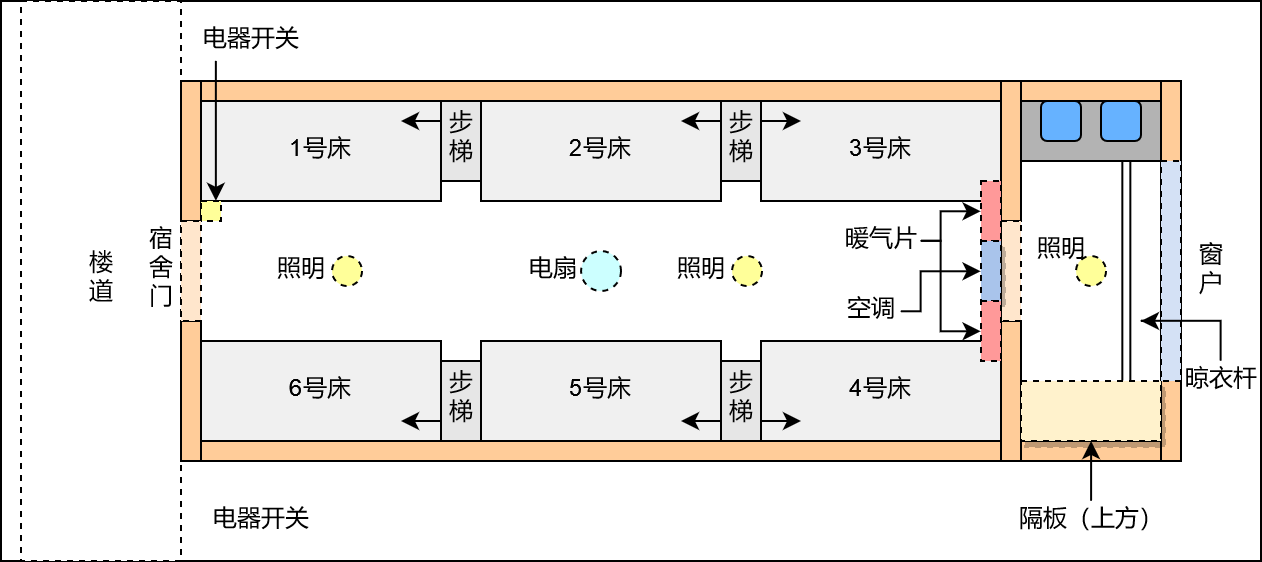 电器开关
1号床
步梯
2号床
步梯
3号床
楼道
宿舍门
照明
电扇
照明
暖气片
空调
照明
窗户
晾衣杆
6号床
步梯
5号床
步梯
4号床
电器开关
隔板（上方）